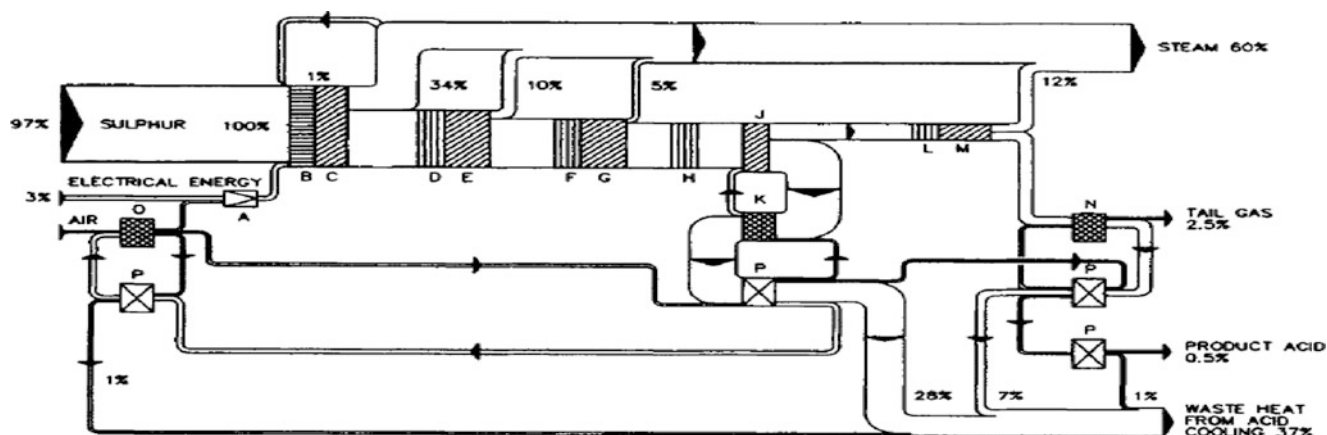 STEAM 60%
1%
34%
10%
5%
12%
97%
SULPHUR
100%
J
B C D E F G H L M
ELECTRICAL ENERGY
3%
A
K
AIR
O
N
TAIL GAS
2.5%
P
P
P
P
PRODUCT ACID
0.5%
1%
28%
7%
1%
WASTE HEAT
FROM ACID
COOLING 37%